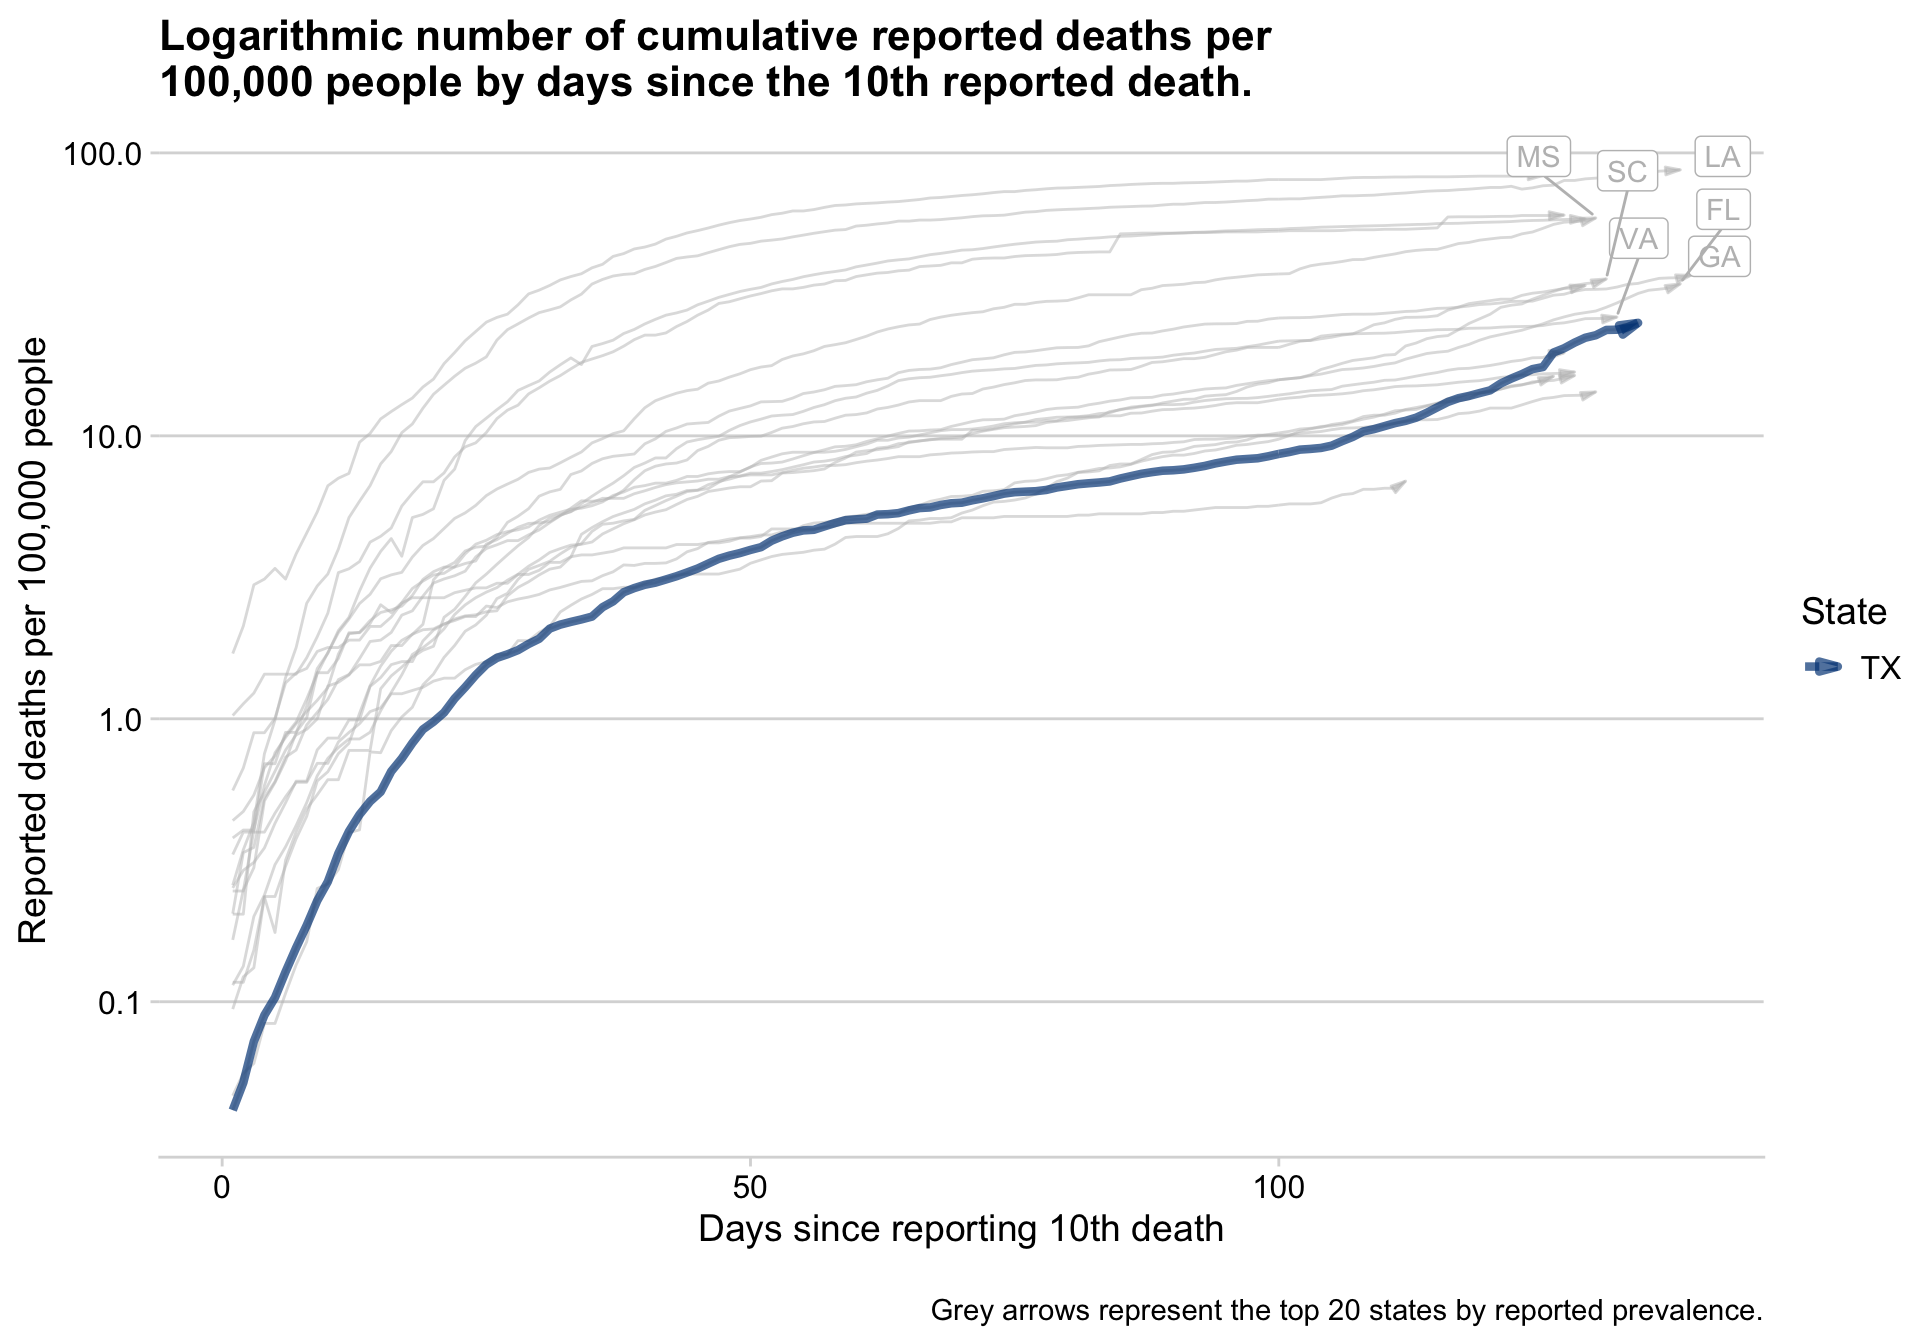 Logarithmic number of cumulative reported deaths per
100,000 people by days since the 10th reported death.
Reported deaths per 100,000 people
100.0
10.0
1.0
0.1
MS
SC
LA
FL
VA
GA
State
TX
0
50
100
Days since reporting 10th death
Grey arrows represent the top 20 states by reported prevalence.